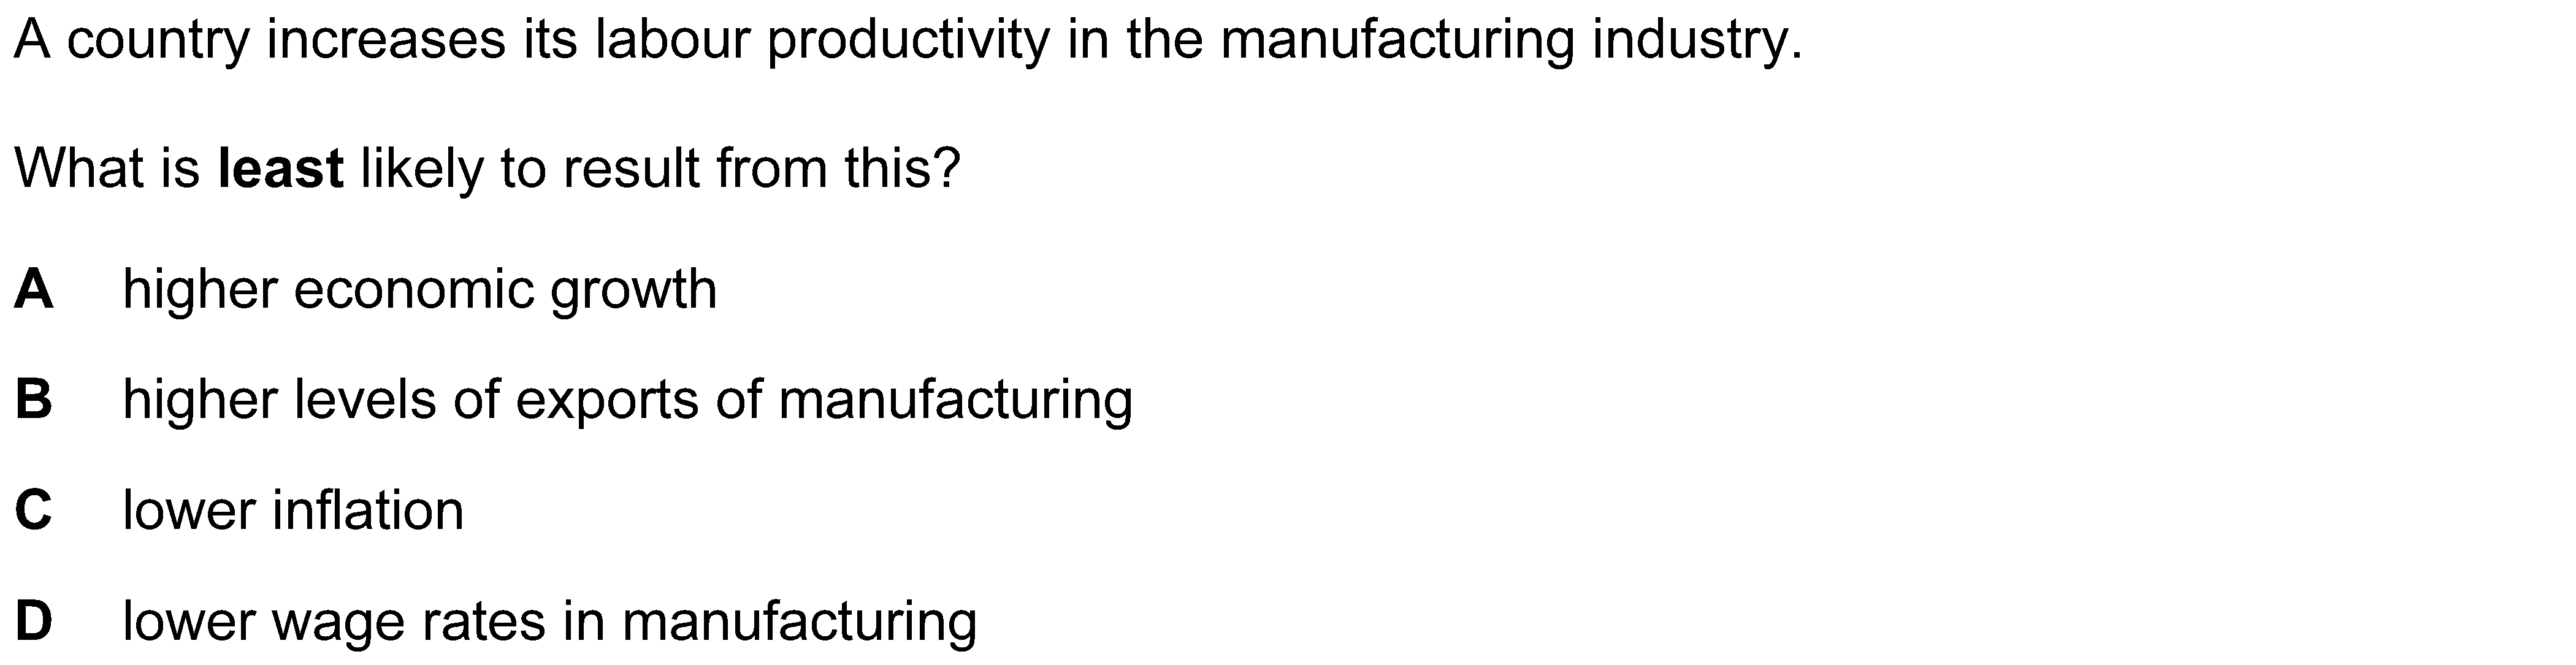 A country increases its labour productivity in the manufacturing industry.
What is least likely to result from this?
A higher economic growth
B higher levels of exports of manufacturing
C lower inflation
D lower wage rates in manufacturing